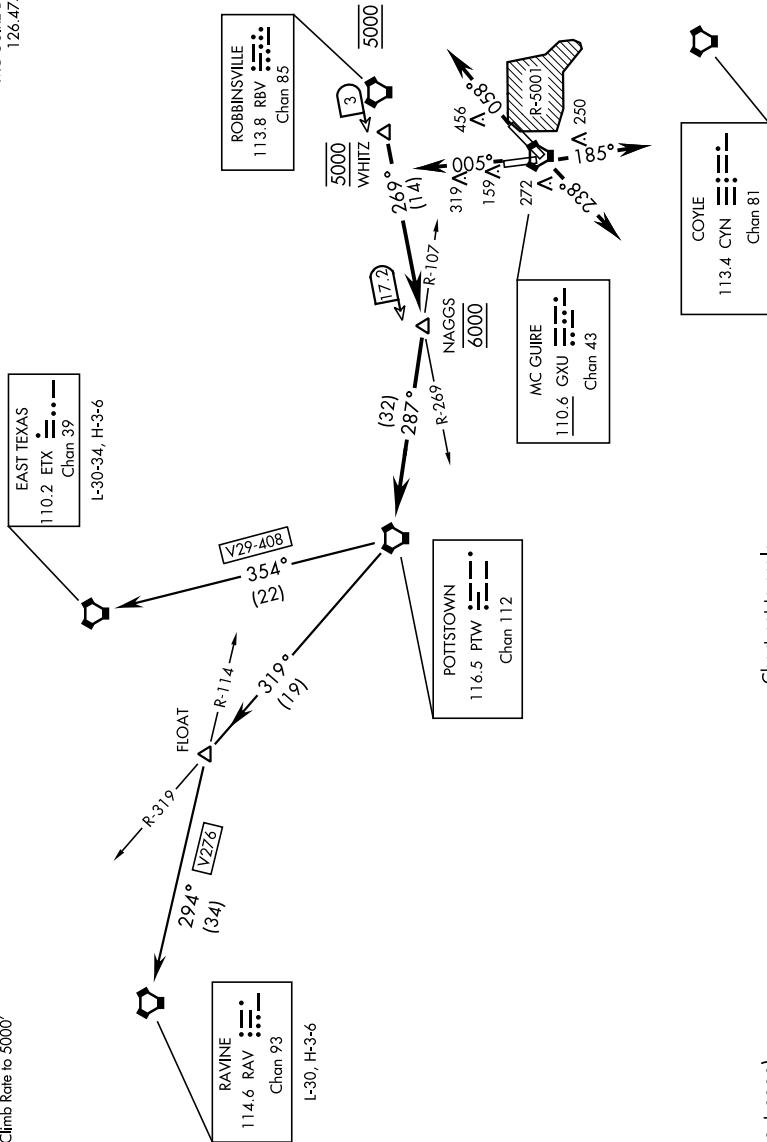 126.47
Climb Rate to 5000'
EAST TEXAS
110.2 ETX
Chan 39
L-30-34, H-3-6
ROBBINSVILLE
113.8 RBV
Chan 85
3
5000
5000
WHITZ
269°
(14)
17.2
R-107
NAGGS
6000
R-269
(32)
287°
V29-408
354°
(22)
319°
(19)
FLOAT
R-114
R-319
V276
294°
(34)
RAVINE
114.6 RAV
Chan 93
L-30, H-3-6
POTTSTOWN
116.5 PTW
Chan 112
MC GUIRE
110.6 GXU
Chan 43
058°
005°
185°
238°
456
319
159
272
250
R-5001
COYLE
113.4 CYN
Chan 81